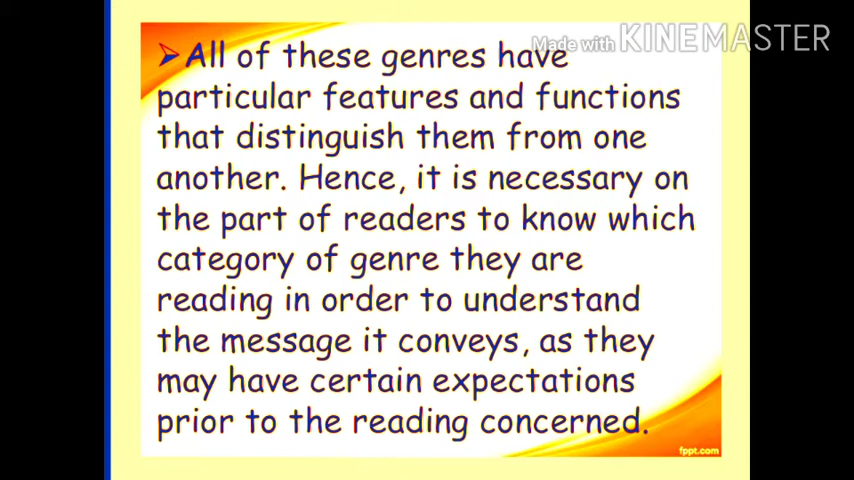 Made with KINEMASTER
➢All of these genres have
particular features and functions
that distinguish them from one
another. Hence, it is necessary on
the part of readers to know which
category of genre they are
reading in order to understand
the message it conveys, as they
may have certain expectations
prior to the reading concerned.
fppt.com